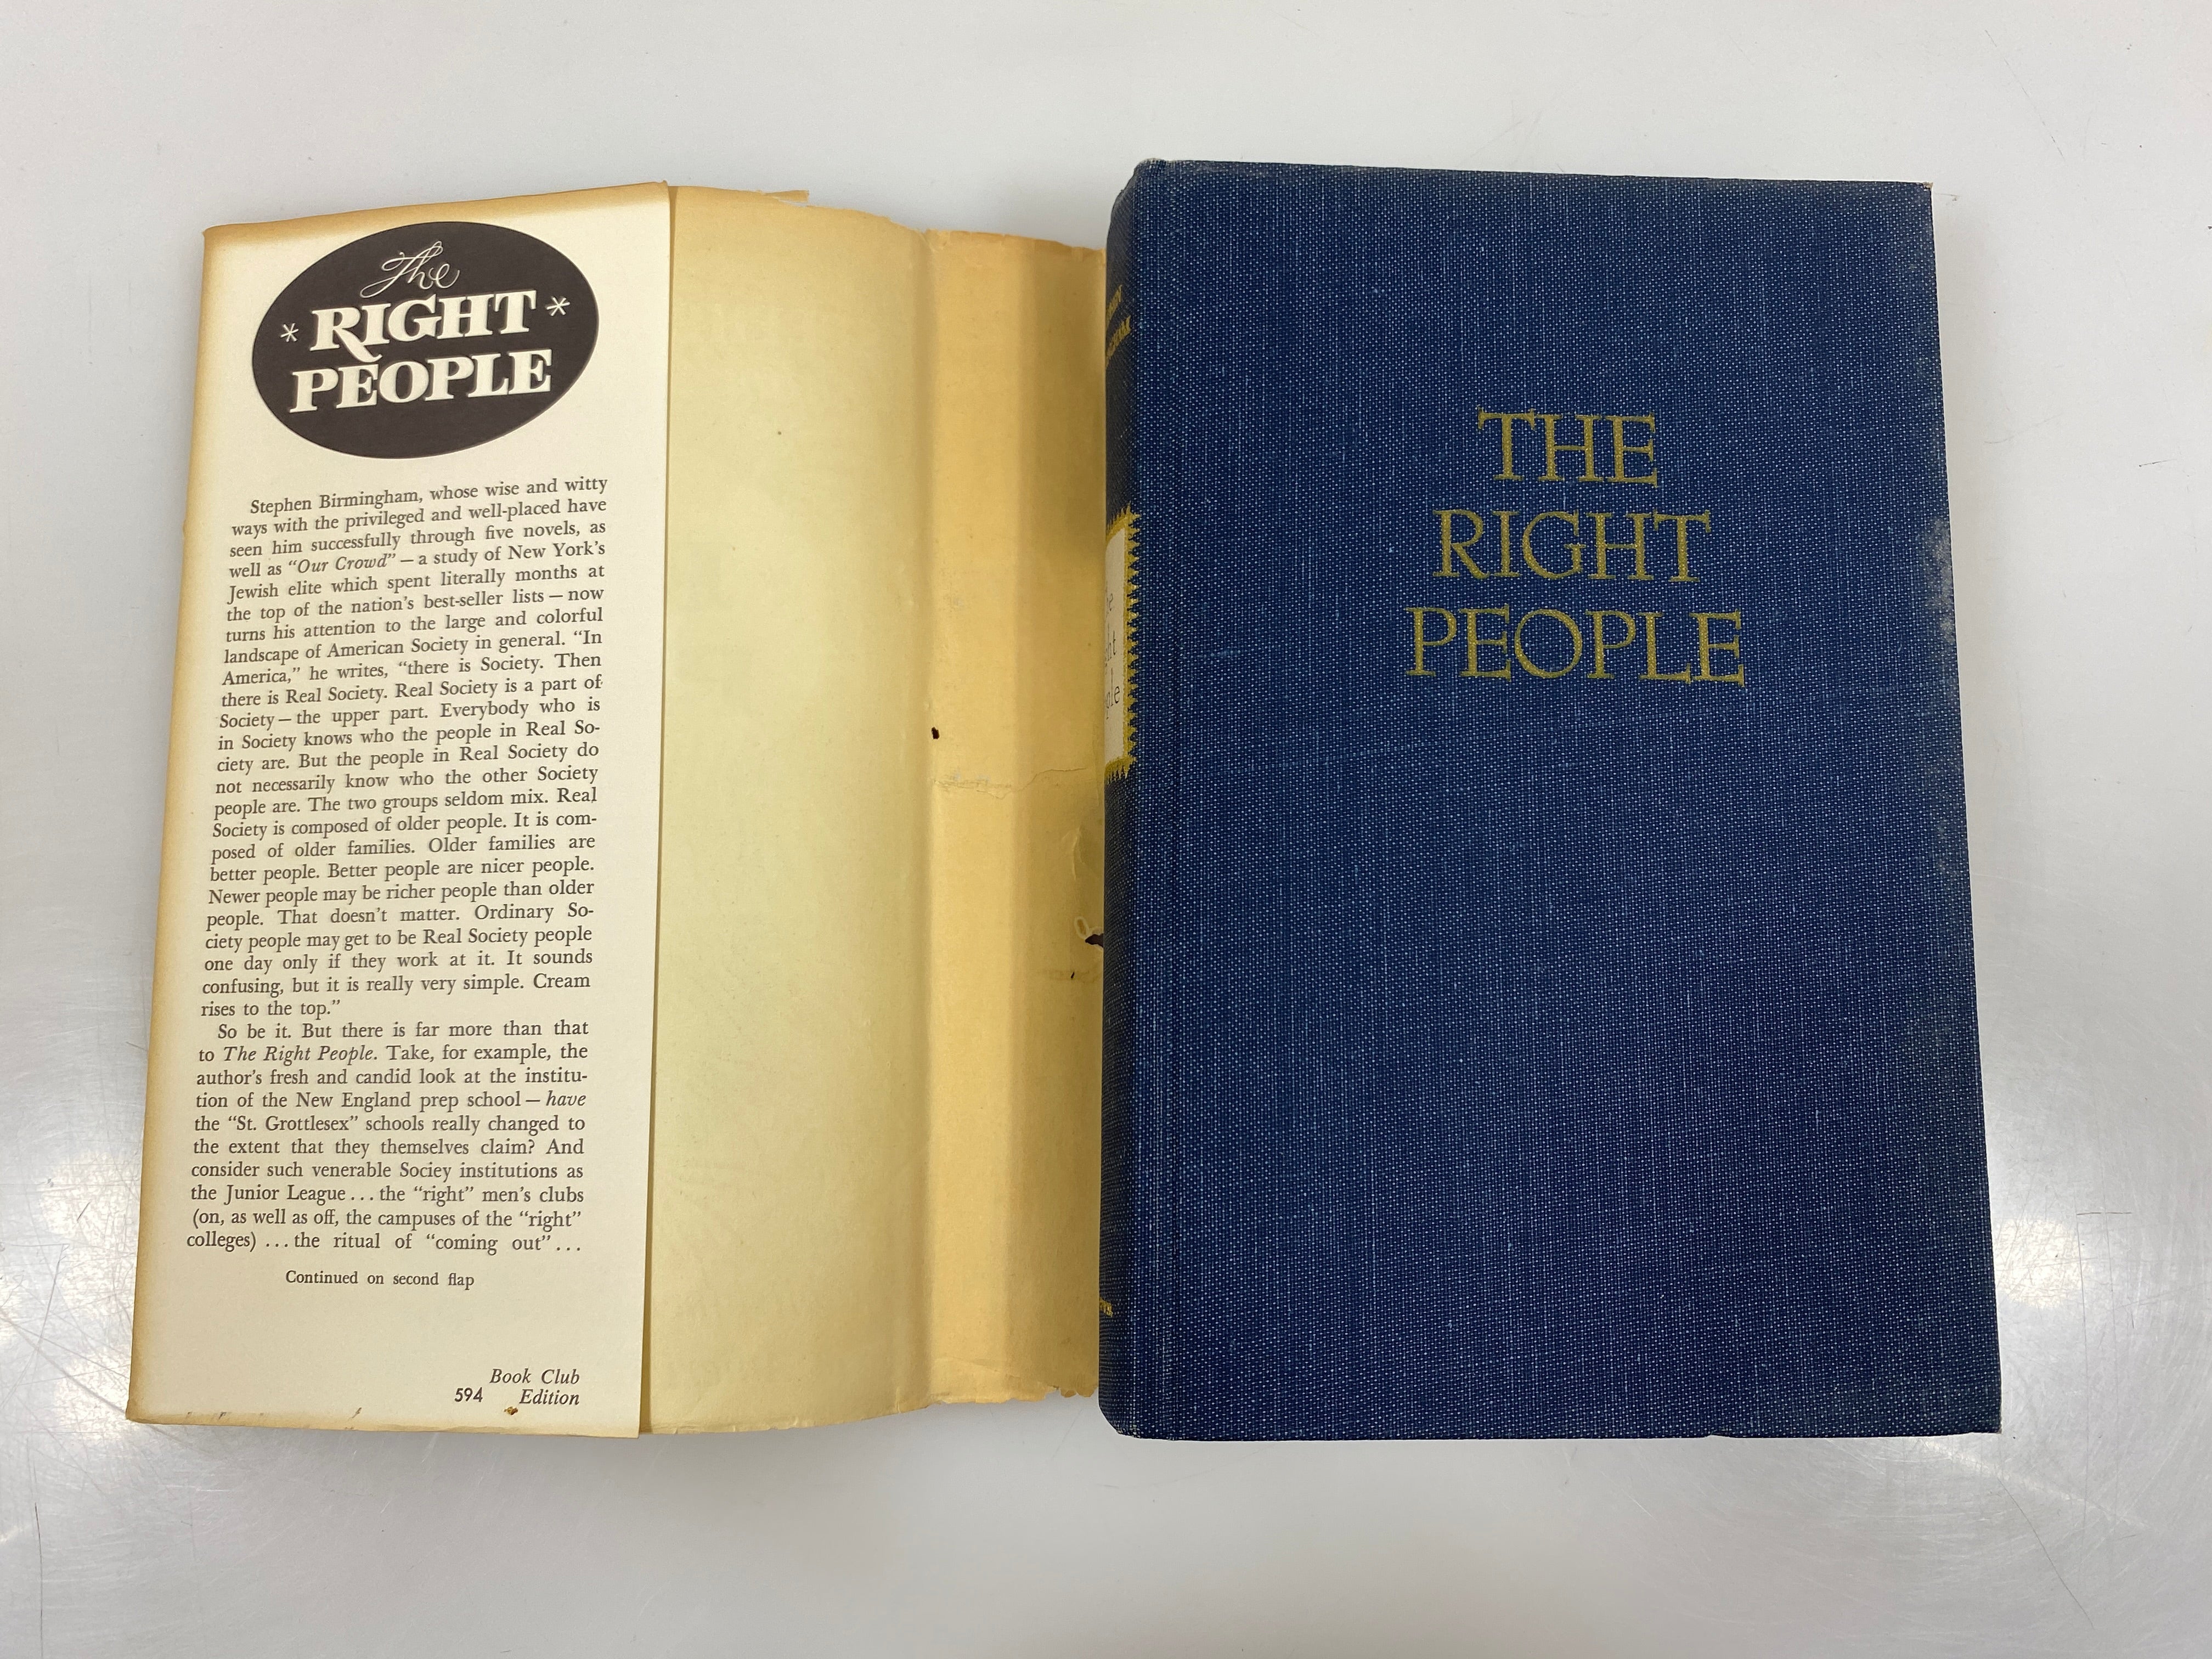 The
* RIGHT *
PEOPLE
Stephen Birmingham, whose wise and witty
ways with the privileged and well-placed have
seen him successfully through five novels, as
well as “Our Crowd” — a study of New York’s
Jewish elite which spent literally months at
the top of the nation’s best-seller lists — now
turns his attention to the large and colorful
landscape of American Society in general. “In
America,” he writes, “there is Society. Then
there is Real Society. Real Society is a part of
Society — the upper part. Everybody who is
in Society knows who the people in Real So-
ciety are. But the people in Real Society do
not necessarily know who the other Society
people are. The two groups seldom mix. Real
Society is composed of older people. It is com-
posed of older families. Older families are
better people. Better people are nicer people.
Newer people may be richer people than older
people. That doesn’t matter. Ordinary So-
ciety people may get to be Real Society people
one day only if they work at it. It sounds
confusing, but it is really very simple. Cream
rises to the top.”
So be it. But there is far more than that
to The Right People. Take, for example, the
author’s fresh and candid look at the institu-
tion of the New England prep school — have
the “St. Grottlesex” schools really changed to
the extent that they themselves claim? And
consider such venerable Sociey institutions as
the Junior League . . . the “right” men’s clubs
(on, as well as off, the campuses of the “right”
colleges) . . . the ritual of “coming out” . . .
Continued on second flap
Book Club
594 Edition
THE
RIGHT
PEOPLE